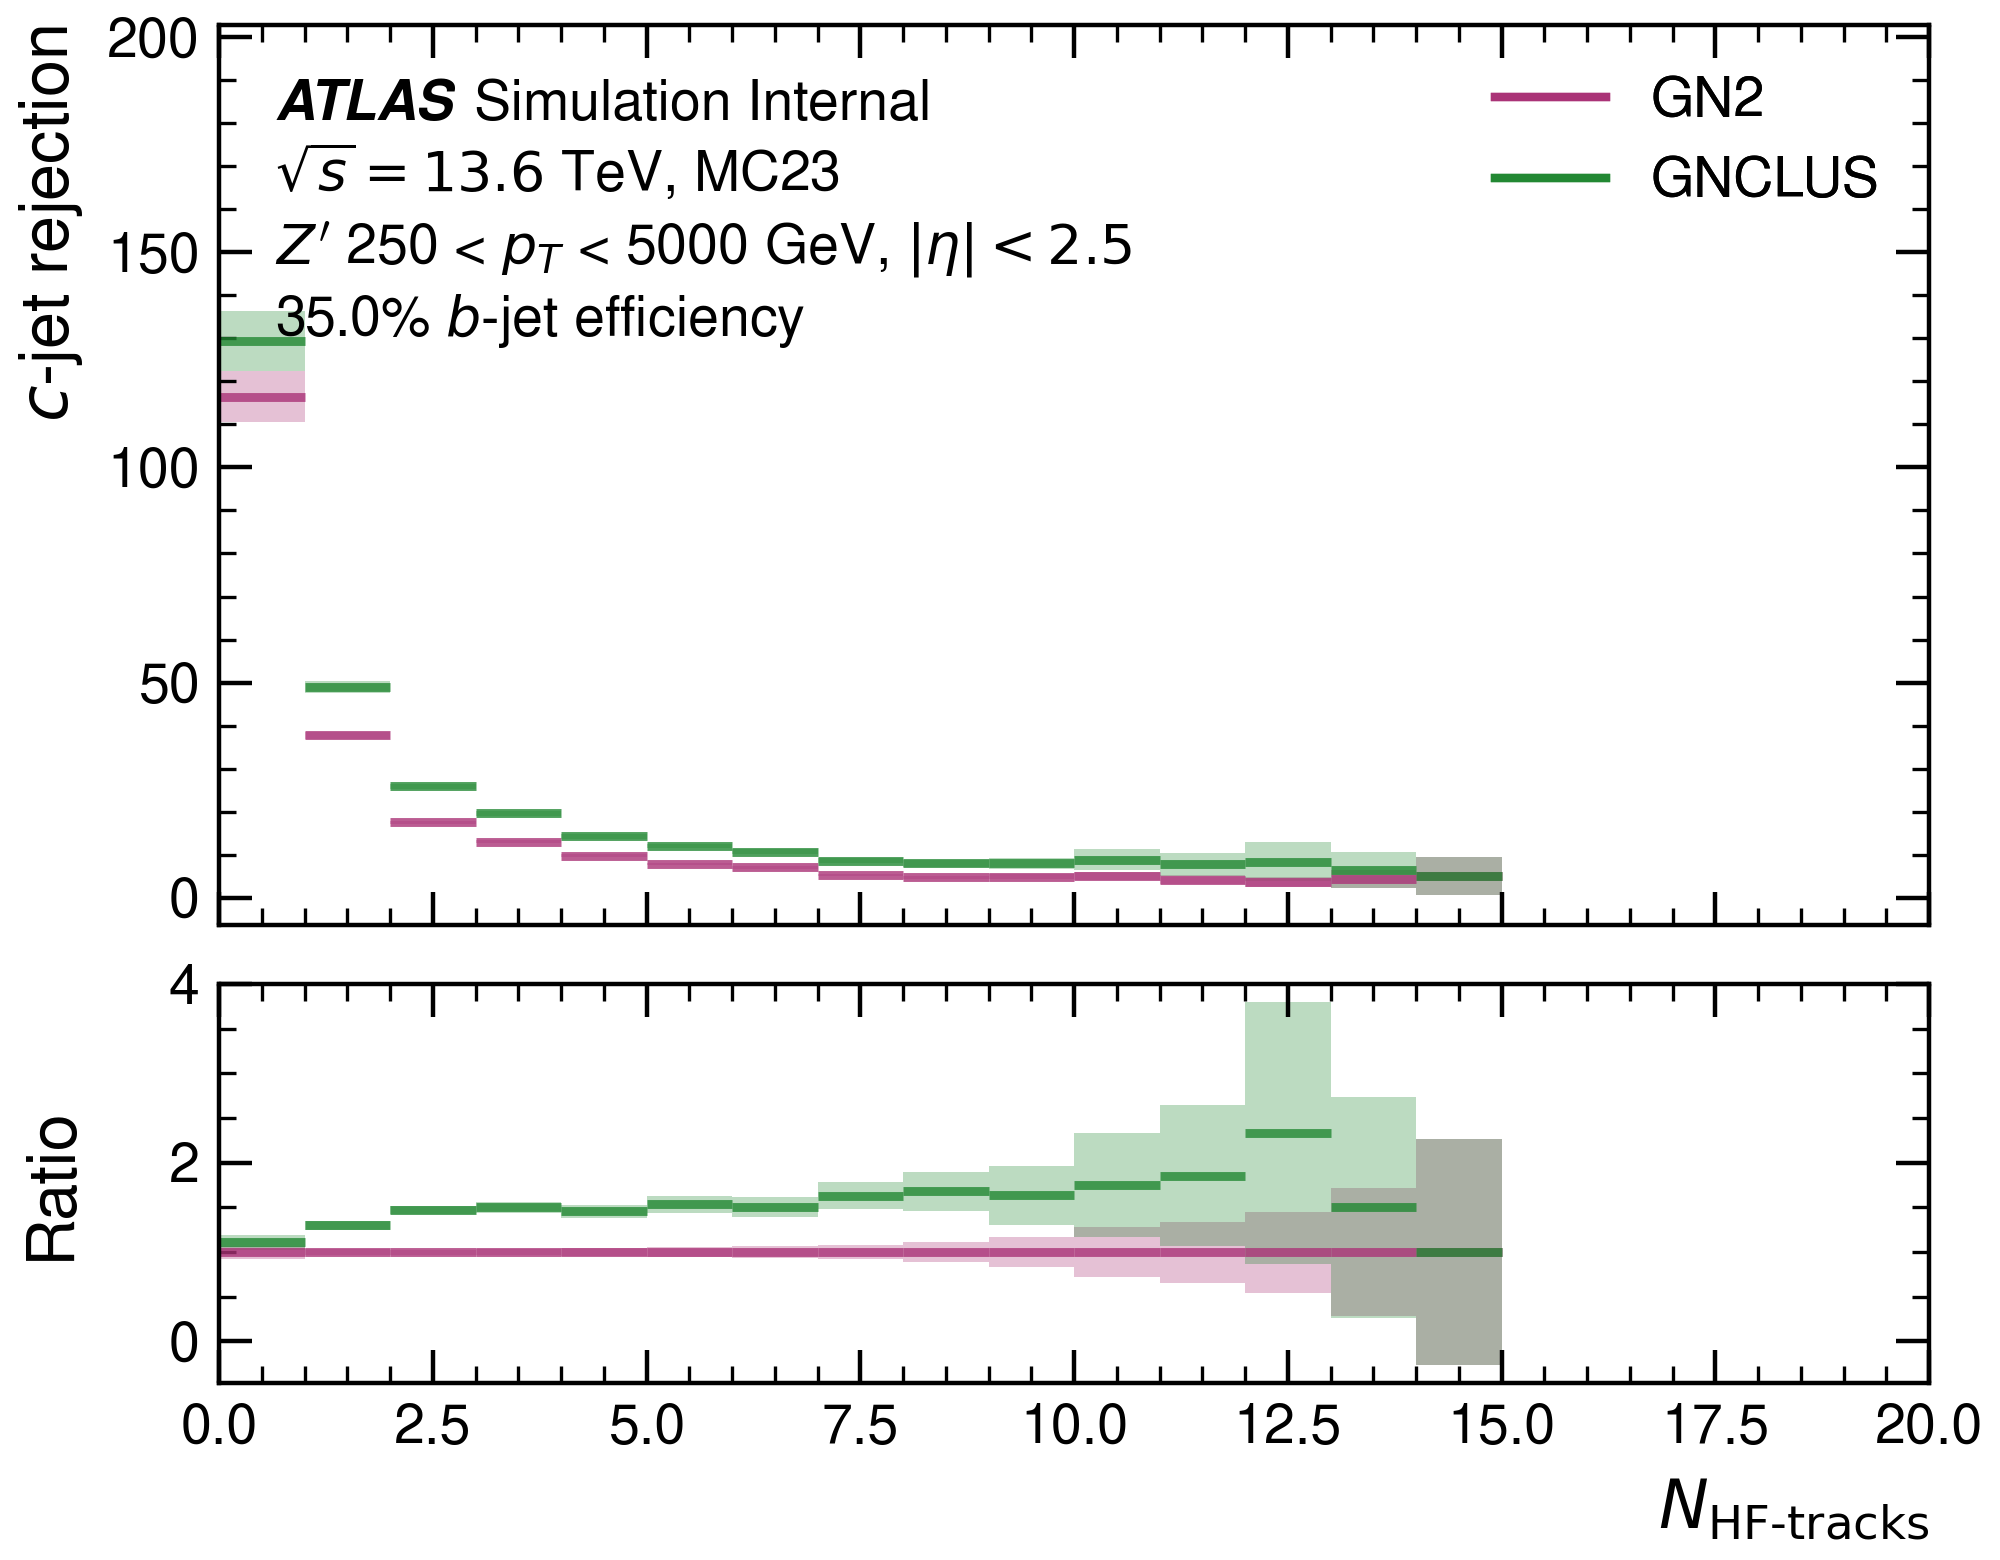 200
150
100
50
0
c-jet rejection
ATLAS Simulation Internal
√s = 13.6 TeV, MC23
Z′ 250 < p_T < 5000 GeV, |η| < 2.5
35.0% b-jet efficiency
GN2
GNCLUS
4
2
0
Ratio
0.0 2.5 5.0 7.5 10.0 12.5 15.0 17.5 20.0
N_HF-tracks